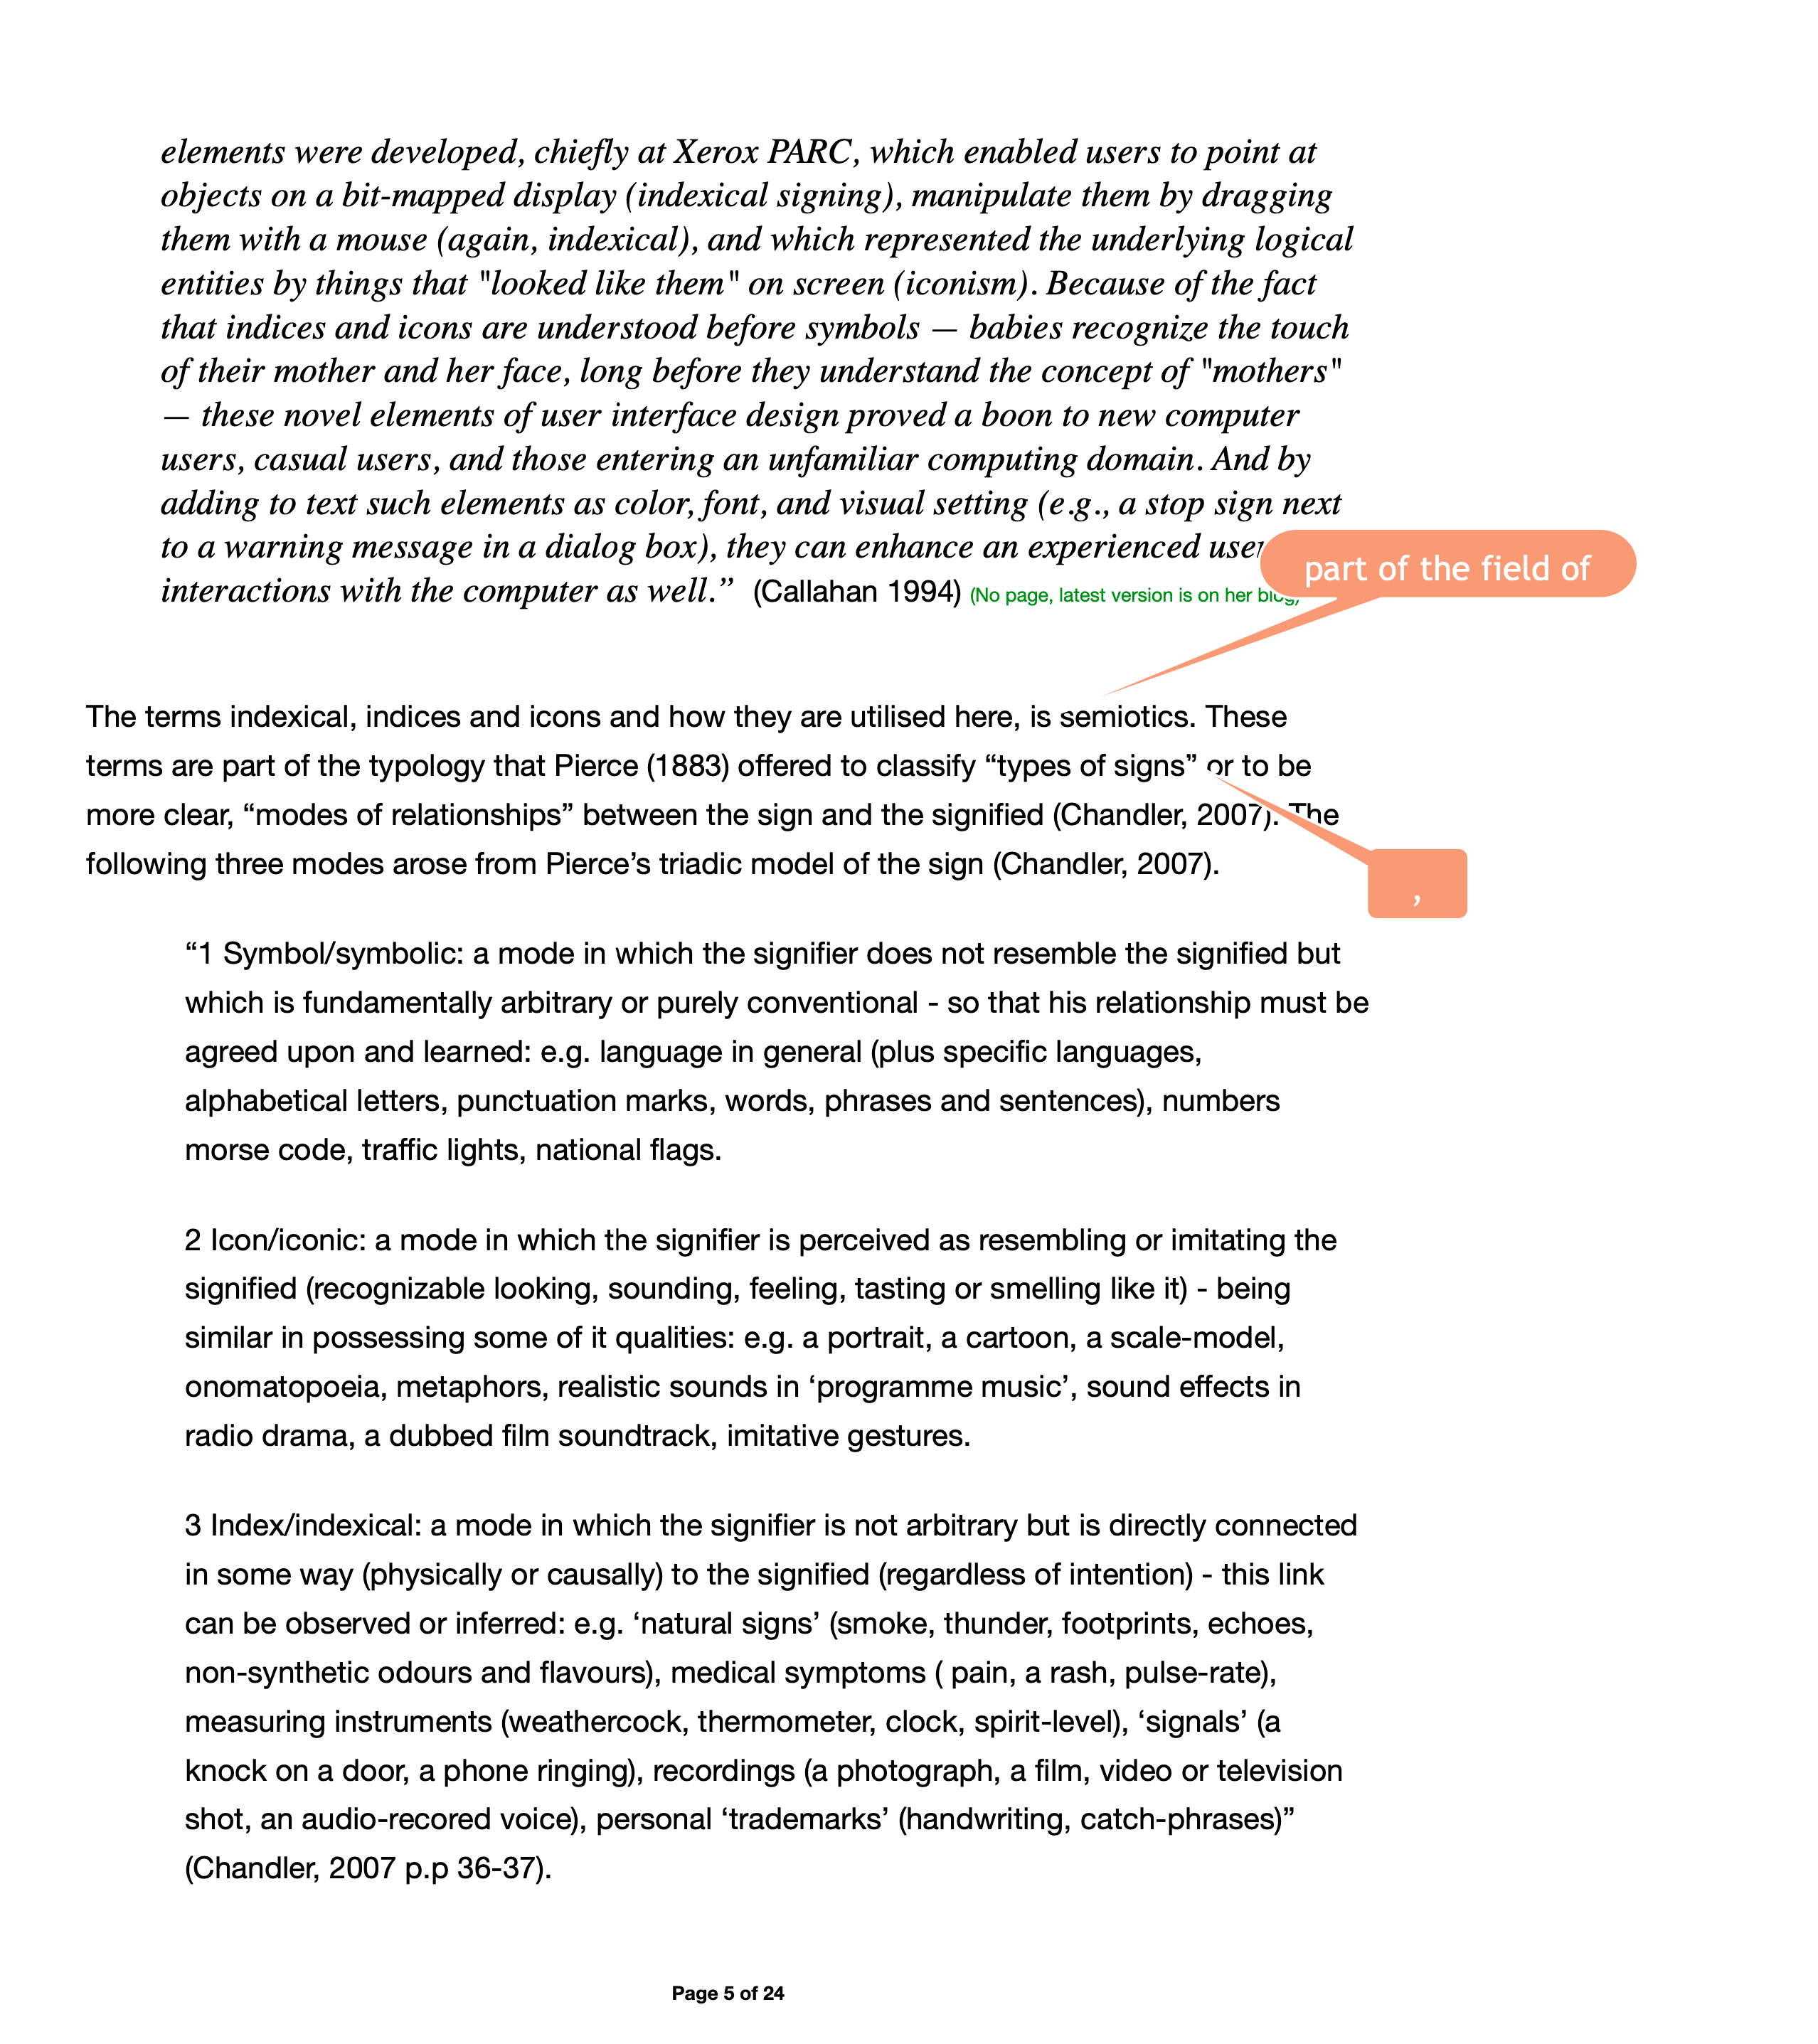 elements were developed, chiefly at Xerox PARC, which enabled users to point at
objects on a bit-mapped display (indexical signing), manipulate them by dragging
them with a mouse (again, indexical), and which represented the underlying logical
entities by things that "looked like them" on screen (iconism). Because of the fact
that indices and icons are understood before symbols — babies recognize the touch
of their mother and her face, long before they understand the concept of "mothers"
— these novel elements of user interface design proved a boon to new computer
users, casual users, and those entering an unfamiliar computing domain. And by
adding to text such elements as color, font, and visual setting (e.g., a stop sign next
to a warning message in a dialog box), they can enhance an experienced
part of the field of
interactions with the computer as well.” (Callahan 1994) (No page, latest version is on her blog)
The terms indexical, indices and icons and how they are utilised here, is semiotics. These
terms are part of the typology that Pierce (1883) offered to classify “types of signs” or to be
more clear, “modes of relationships” between the sign and the signified (Chandler, 2007). The
following three modes arose from Pierce’s triadic model of the sign (Chandler, 2007).
,
“1 Symbol/symbolic: a mode in which the signifier does not resemble the signified but
which is fundamentally arbitrary or purely conventional - so that his relationship must be
agreed upon and learned: e.g. language in general (plus specific languages,
alphabetical letters, punctuation marks, words, phrases and sentences), numbers
morse code, traffic lights, national flags.
2 Icon/iconic: a mode in which the signifier is perceived as resembling or imitating the
signified (recognizable looking, sounding, feeling, tasting or smelling like it) - being
similar in possessing some of it qualities: e.g. a portrait, a cartoon, a scale-model,
onomatopoeia, metaphors, realistic sounds in ‘programme music’, sound effects in
radio drama, a dubbed film soundtrack, imitative gestures.
3 Index/indexical: a mode in which the signifier is not arbitrary but is directly connected
in some way (physically or causally) to the signified (regardless of intention) - this link
can be observed or inferred: e.g. ‘natural signs’ (smoke, thunder, footprints, echoes,
non-synthetic odours and flavours), medical symptoms ( pain, a rash, pulse-rate),
measuring instruments (weathercock, thermometer, clock, spirit-level), ‘signals’ (a
knock on a door, a phone ringing), recordings (a photograph, a film, video or television
shot, an audio-recored voice), personal ‘trademarks’ (handwriting, catch-phrases)”
(Chandler, 2007 p.p 36-37).
Page 5 of 24